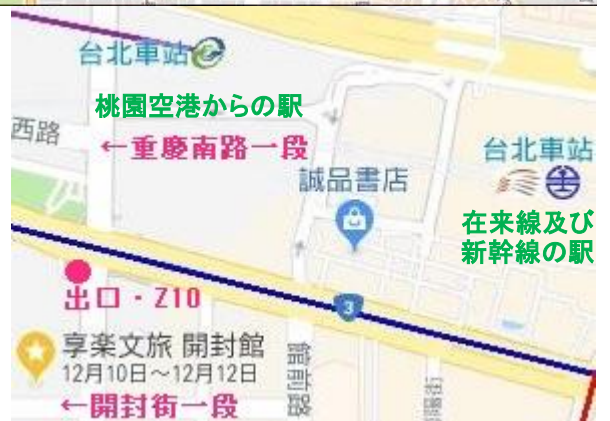 台北車站
桃園空港からの駅
西路
←重慶南路一段
誠品書店
台北車站
在来線及び
新幹線の駅
3
出口・Z10
享楽文旅 開封館
12月10日～12月12日
館前路
←開封街一段